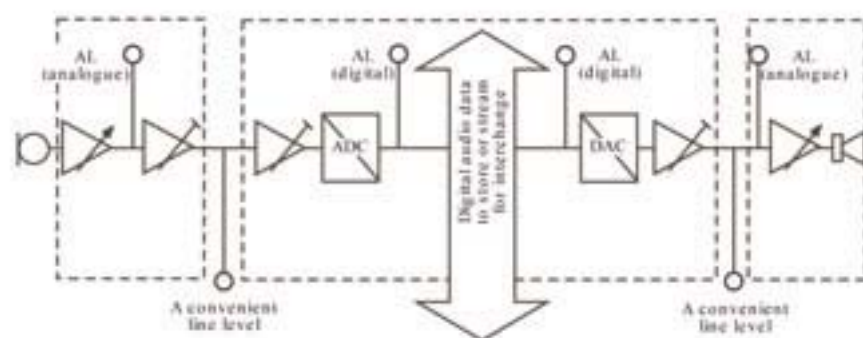 AL
(analogue)
AL
(digital)
AL
(digital)
AL
(analogue)
ADC
Digital audio data
to store or stream
for interchange
DAC
A convenient
line level
A convenient
line level